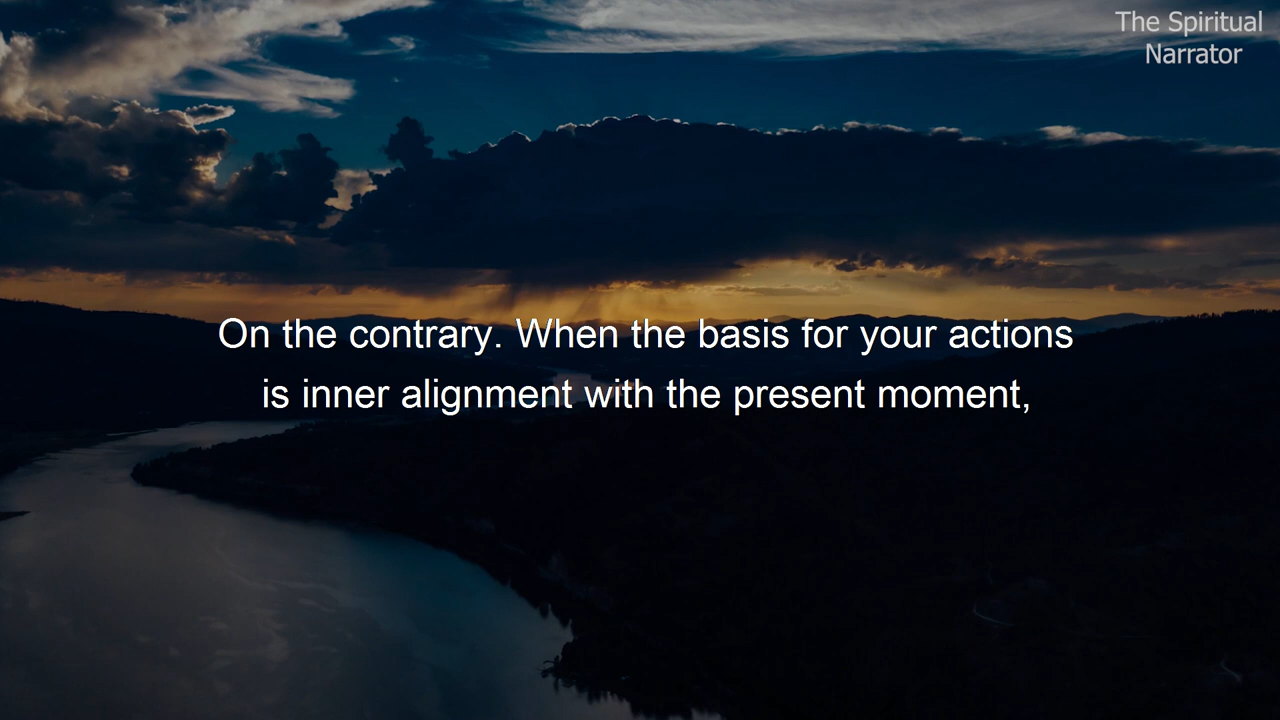 The Spiritual
Narrator
On the contrary. When the basis for your actions
is inner alignment with the present moment,